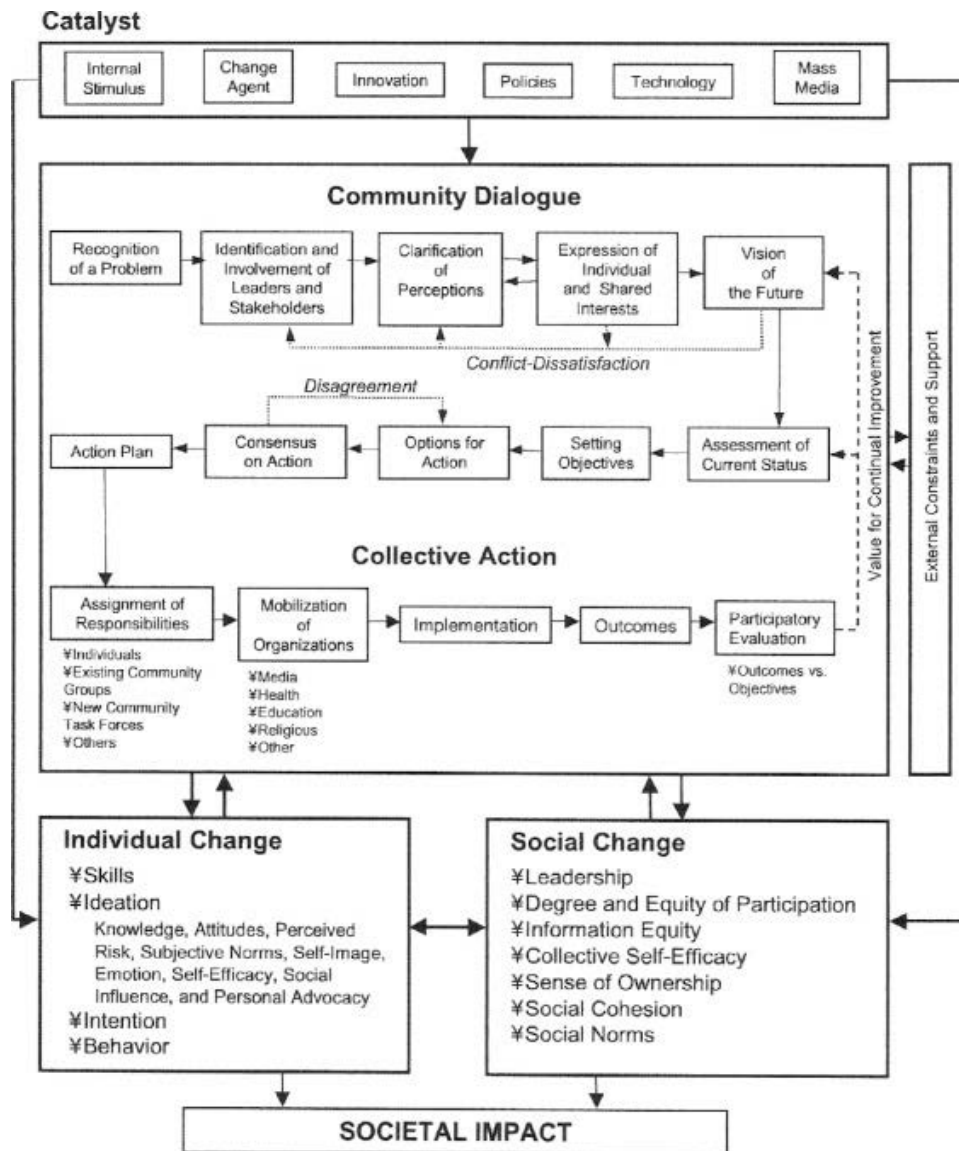 Catalyst
Internal
Stimulus
Change
Agent
Innovation
Policies
Technology
Mass
Media
Community Dialogue
Recognition
of a Problem
Identification and
Involvement of
Leaders and
Stakeholders
Clarification
of
Perceptions
Expression of
Individual
and Shared
Interests
Vision
of
the Future
Conflict-Dissatisfaction
Disagreement
Action Plan
Consensus
on Action
Options for
Action
Setting
Objectives
Assessment of
Current Status
Value for Continual Improvement
External Constraints and Support
Collective Action
Assignment of
Responsibilities
¥Individuals
¥Existing Community
Groups
¥New Community
Task Forces
¥Others
Mobilization
of
Organizations
¥Media
¥Health
¥Education
¥Religious
¥Other
Implementation
Outcomes
Participatory
Evaluation
¥Outcomes vs.
Objectives
Individual Change
¥Skills
¥Ideation
Knowledge, Attitudes, Perceived
Risk, Subjective Norms, Self-Image,
Emotion, Self-Efficacy, Social
Influence, and Personal Advocacy
¥Intention
¥Behavior
Social Change
¥Leadership
¥Degree and Equity of Participation
¥Information Equity
¥Collective Self-Efficacy
¥Sense of Ownership
¥Social Cohesion
¥Social Norms
SOCIETAL IMPACT